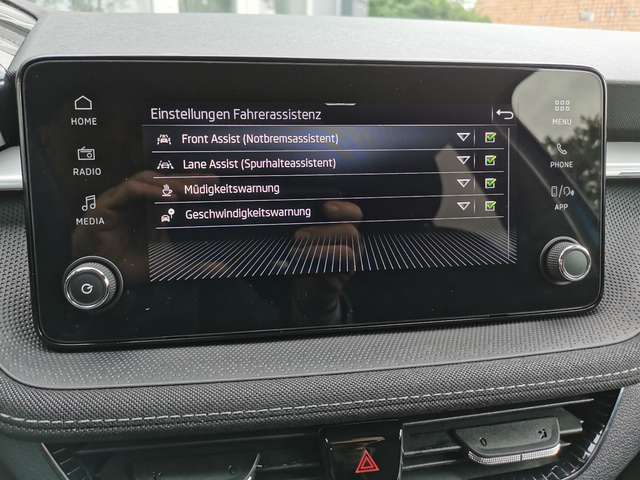 Einstellungen Fahrerassistenz
HOME
RADIO
MEDIA
Front Assist (Notbremsassistent)
Lane Assist (Spurhalteassistent)
Müdigkeitswarnung
Geschwindigkeitswarnung
MENU
PHONE
APP